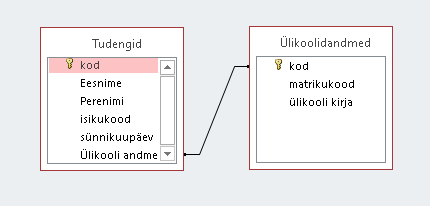 Tudengid
kod
Eesnime
Perenimi
isikukood
sünnikuupäev
Ülikooli andme
Ülikoolidandmed
kod
matrikukood
ülikooli kirja